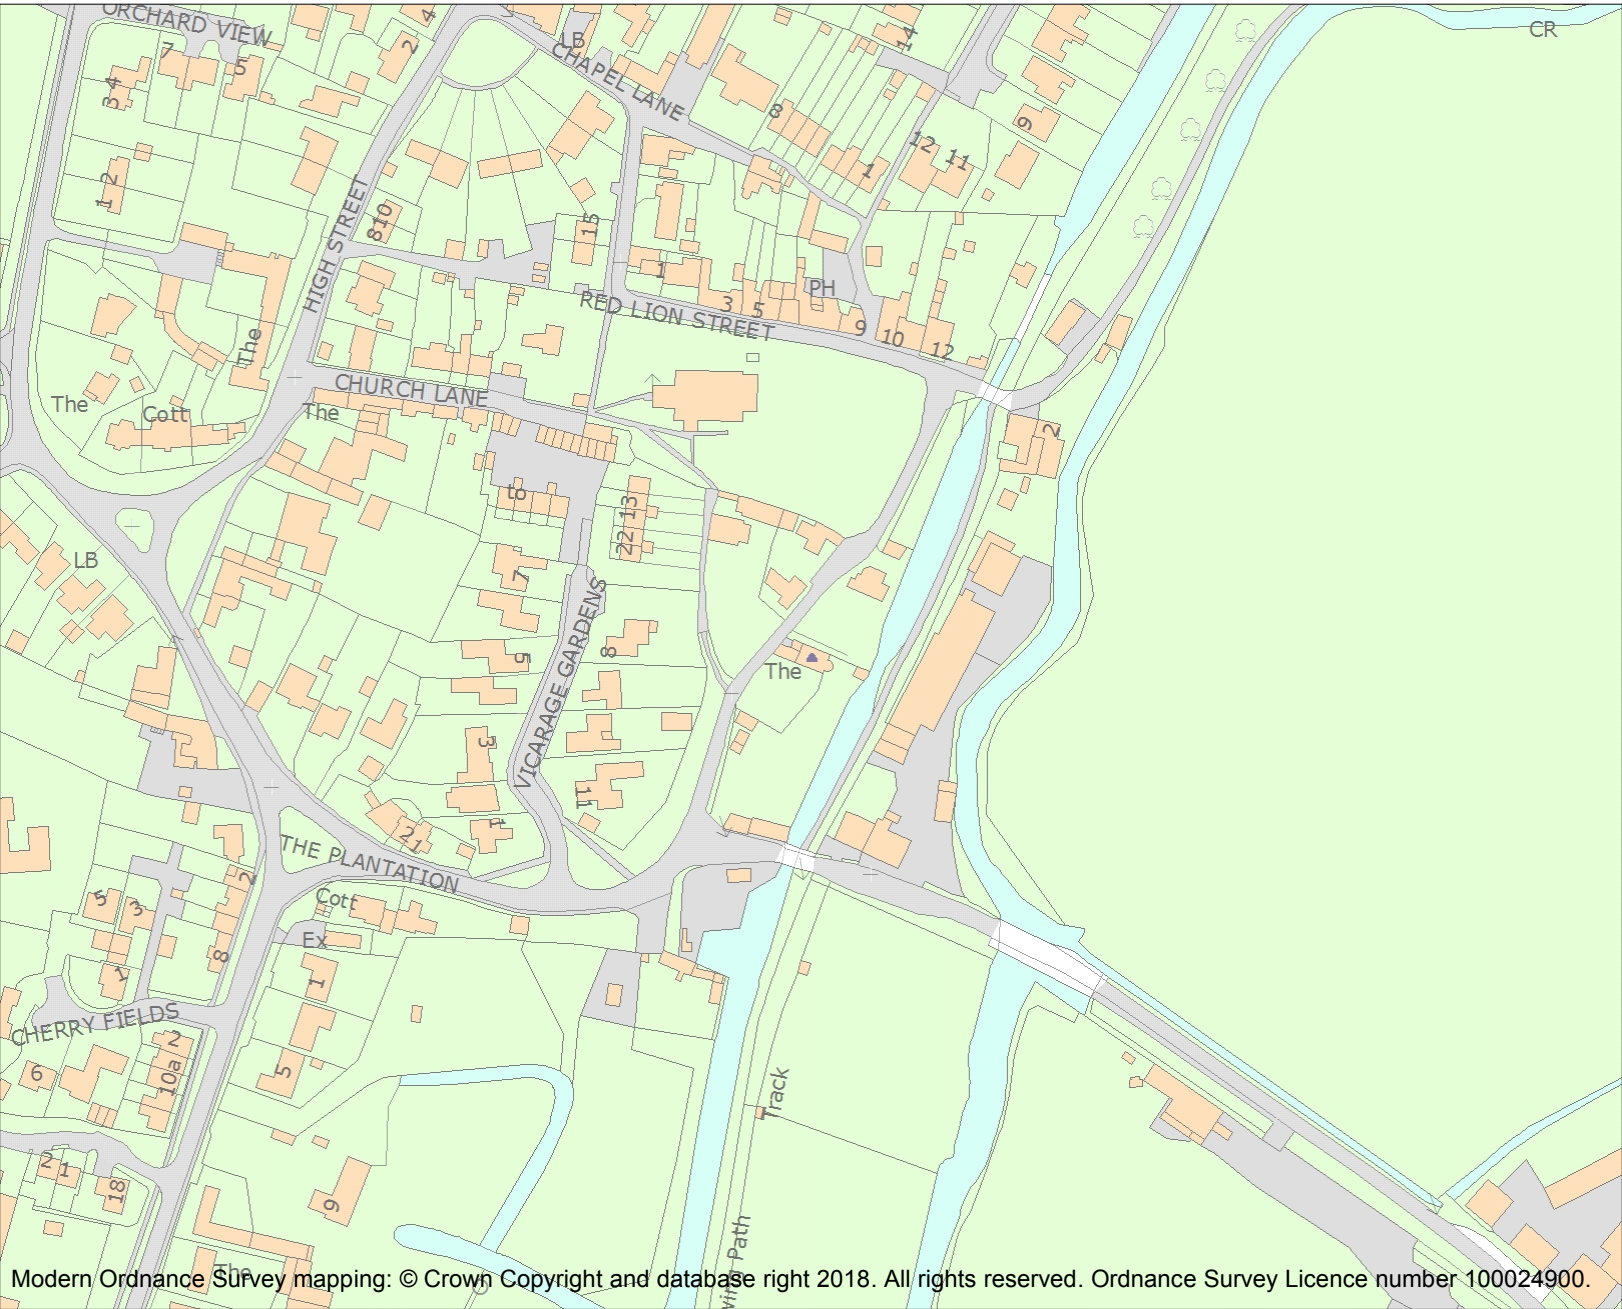 ORCHARD VIEW
4
LB
CR
7
5
2
14
CHAPEL LANE
3 4
8
9
12
11
1
1 2
HIGH STREET
8 10
15
1
PH
RED LION STREET
3
5
9
10
12
The
CHURCH LANE
The
Cott
The
2
to
13
22
LB
7
VICARAGE GARDENS
8
5
The
3
11
1
21
THE PLANTATION
2
5
3
Cott
Ex
8
1
1
CHERRY FIELDS
2
6
10a
5
Track
2
1
18
9
wing Path
The
Modern Ordnance Survey mapping: © Crown Copyright and database right 2018. All rights reserved. Ordnance Survey Licence number 100024900.